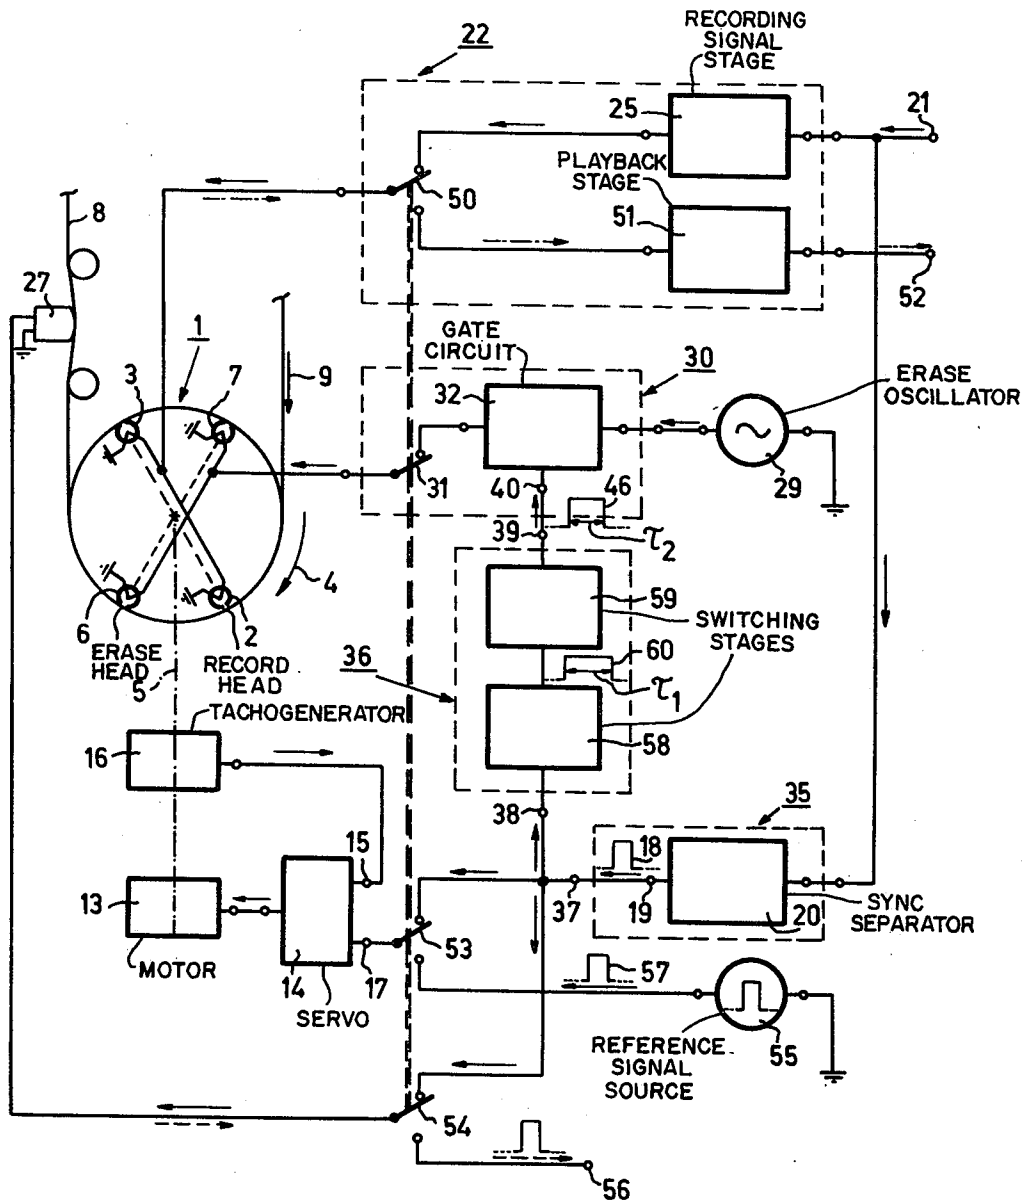 RECORDING
SIGNAL
STAGE
22
25
21
PLAYBACK
STAGE
50
51
52
8
27
1
3
7
9
GATE
CIRCUIT
30
32
ERASE
OSCILLATOR
31
29
40
46
39
τ2
4
6
2
ERASE
HEAD
RECORD
HEAD
5
59
SWITCHING
STAGES
36
60
τ1
58
TACHOGENERATOR
16
38
35
15
18
13
37
19
20
SYNC
SEPARATOR
53
MOTOR
14
17
SERVO
57
REFERENCE
SIGNAL
SOURCE
55
54
56